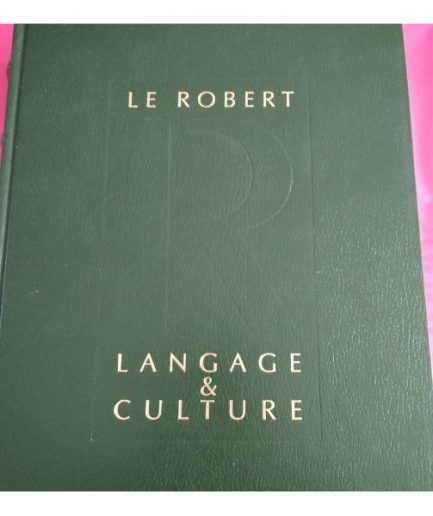 LE ROBERT
R
LANGAGE
&
CULTURE